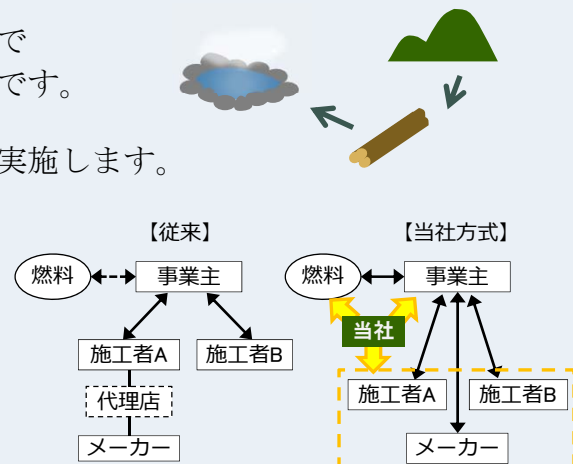 で
です。
実施します。
【従来】
【当社方式】
燃料
事業主
燃料
事業主
当社
施工者A
施工者B
施工者A
施工者B
代理店
メーカー
メーカー